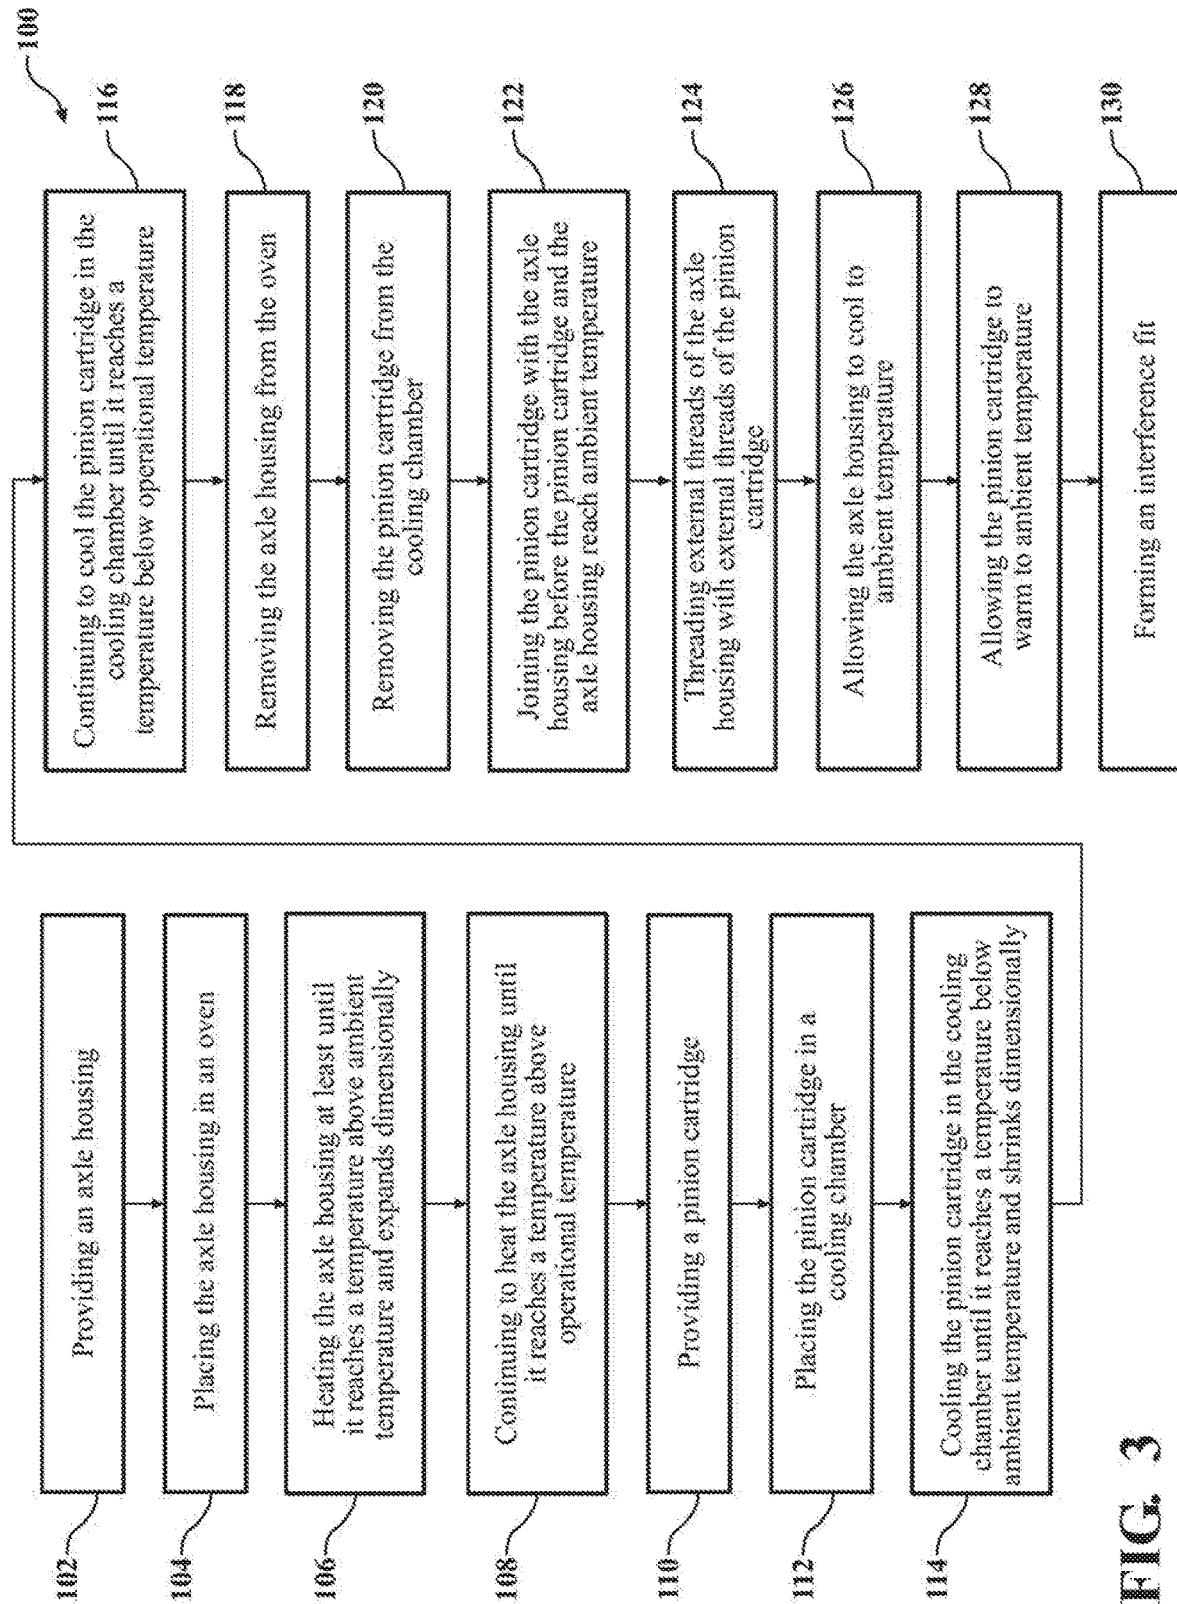 100
102
Providing an axle housing
104
Placing the axle housing in an oven
106
Heating the axle housing at least until
it reaches a temperature above ambient
temperature and expands dimensionally
108
Continuing to heat the axle housing until
it reaches a temperature above
operational temperature
110
Providing a pinion cartridge
112
Placing the pinion cartridge in a
cooling chamber
114
Cooling the pinion cartridge in the cooling
chamber until it reaches a temperature below
ambient temperature and shrinks dimensionally
116
Continuing to cool the pinion cartridge in the
cooling chamber until it reaches a
temperature below operational temperature
118
Removing the axle housing from the oven
120
Removing the pinion cartridge from the
cooling chamber
122
Joining the pinion cartridge with the axle
housing before the pinion cartridge and the
axle housing reach ambient temperature
124
Threading external threads of the axle
housing with external threads of the pinion
cartridge
126
Allowing the axle housing to cool to
ambient temperature
128
Allowing the pinion cartridge to
warm to ambient temperature
130
Forming an interference fit
FIG. 3